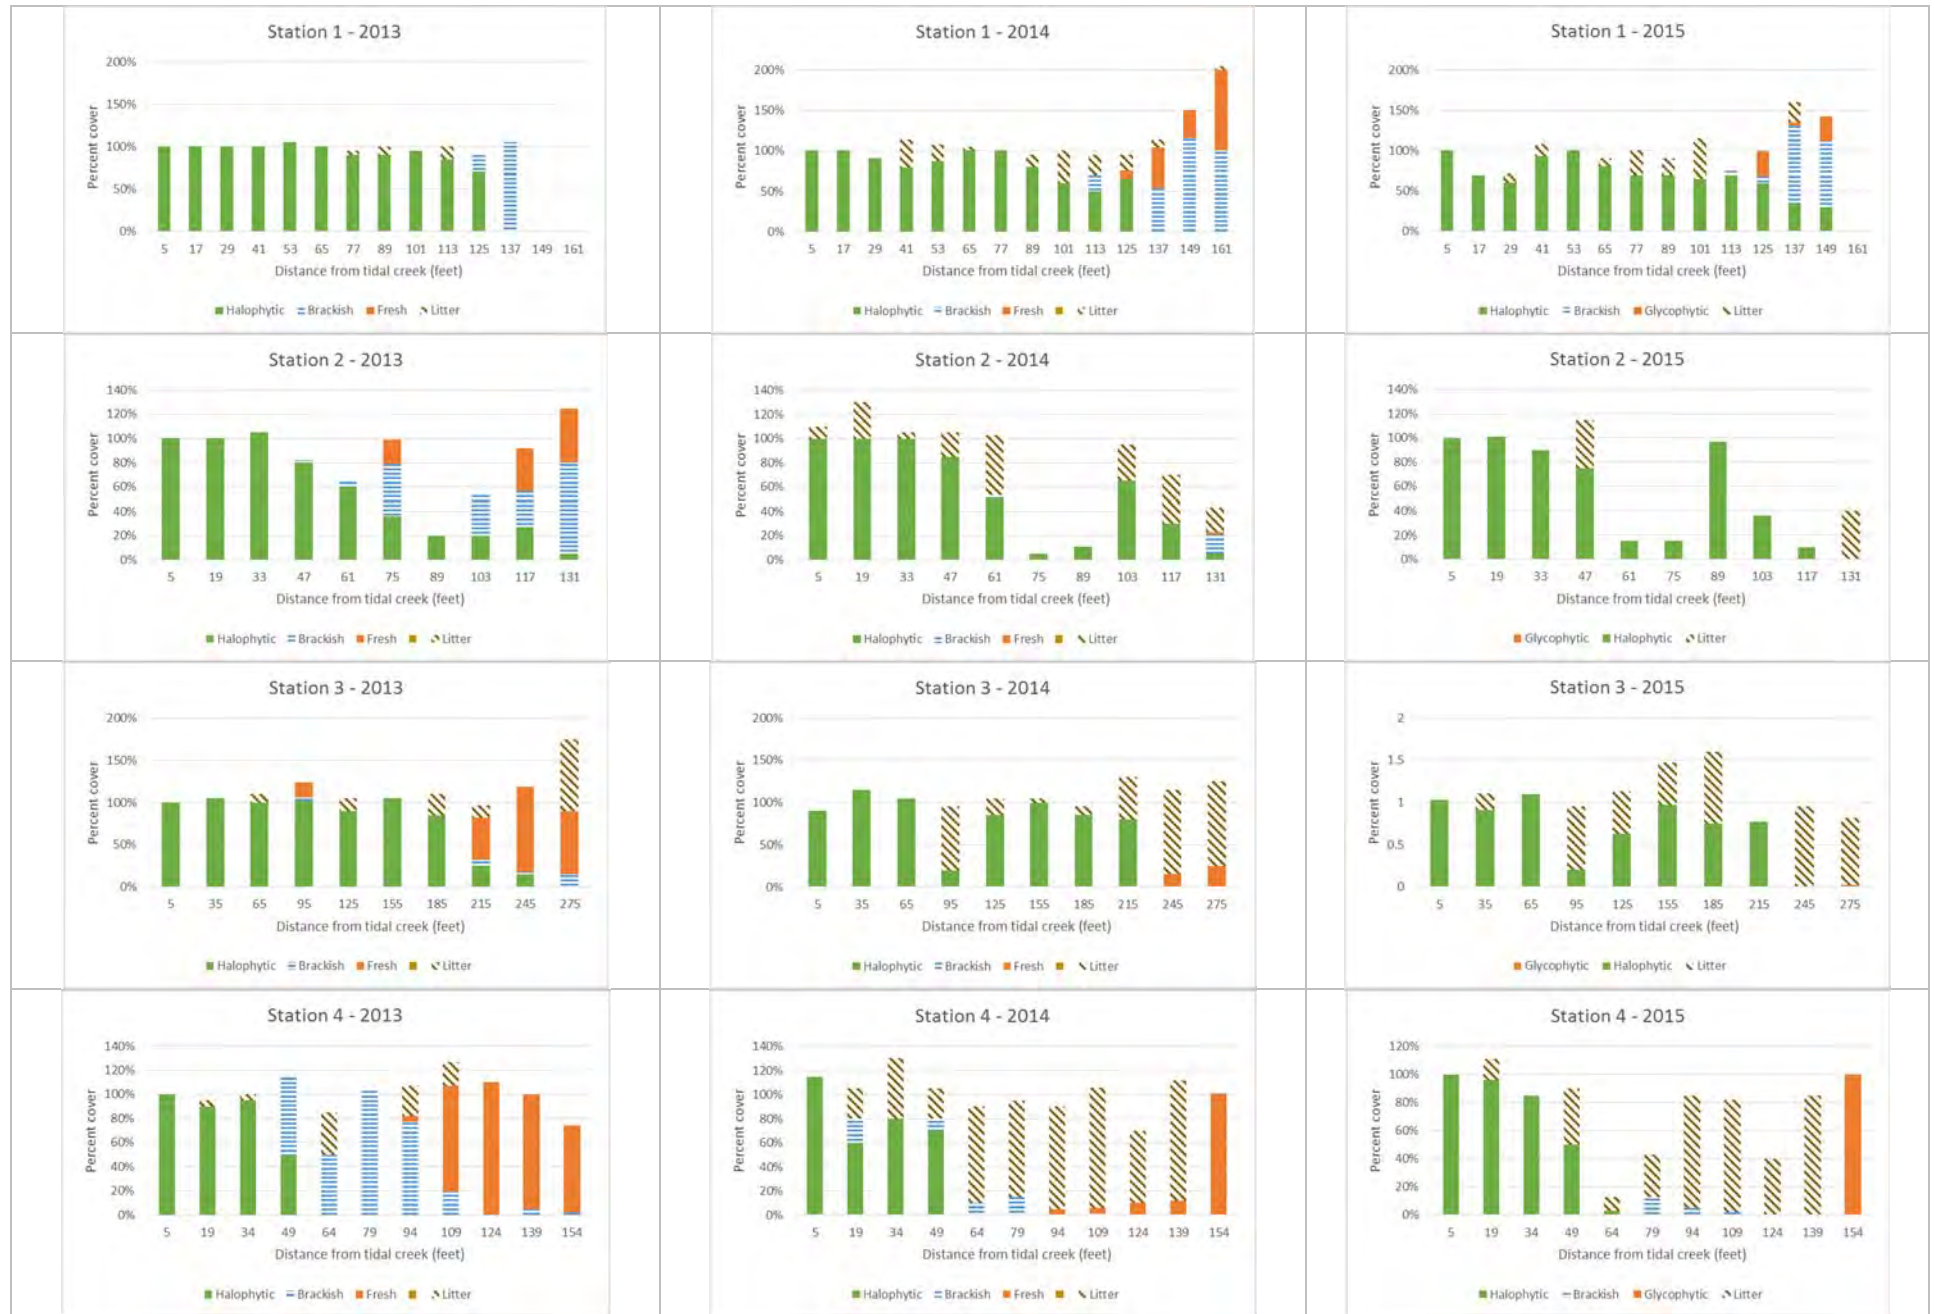 Station 1 - 2013
200%
150%
100%
50%
0%
Percent cover
5 17 29 41 53 65 77 89 101 113 125 137 149 161
Distance from tidal creek (feet)
Halophytic Brackish Fresh Litter
Station 1 - 2014
200%
150%
100%
50%
0%
Percent cover
5 17 29 41 53 65 77 89 101 113 125 137 149 161
Distance from tidal creek (feet)
Halophytic Brackish Fresh Litter
Station 1 - 2015
200%
150%
100%
50%
0%
Percent cover
5 17 29 41 53 65 77 89 101 113 125 137 149 161
Distance from tidal creek (feet)
Halophytic Brackish Glycophytic Litter
Station 2 - 2013
140%
120%
100%
80%
60%
40%
20%
0%
Percent cover
5 19 33 47 61 75 89 103 117 131
Distance from tidal creek (feet)
Halophytic Brackish Fresh Litter
Station 2 - 2014
140%
120%
100%
80%
60%
40%
20%
0%
Percent cover
5 19 33 47 61 75 89 103 117 131
Distance from tidal creek (feet)
Halophytic Brackish Fresh Litter
Station 2 - 2015
140%
120%
100%
80%
60%
40%
20%
0%
Percent cover
5 19 33 47 61 75 89 103 117 131
Distance from tidal creek (feet)
Glycophytic Halophytic Litter
Station 3 - 2013
200%
150%
100%
50%
0%
Percent cover
5 35 65 95 125 155 185 215 245 275
Distance from tidal creek (feet)
Halophytic Brackish Fresh Litter
Station 3 - 2014
200%
150%
100%
50%
0%
Percent cover
5 35 65 95 125 155 185 215 245 275
Distance from tidal creek (feet)
Halophytic Brackish Fresh Litter
Station 3 - 2015
2
1.5
1
0.5
0
Percent cover
5 35 65 95 125 155 185 215 245 275
Distance from tidal creek (feet)
Glycophytic Halophytic Litter
Station 4 - 2013
140%
120%
100%
80%
60%
40%
20%
0%
Percent cover
5 19 34 49 64 79 94 109 124 139 154
Distance from tidal creek (feet)
Halophytic Brackish Fresh Litter
Station 4 - 2014
140%
120%
100%
80%
60%
40%
20%
0%
Percent cover
5 19 34 49 64 79 94 109 124 139 154
Distance from tidal creek (feet)
Halophytic Brackish Fresh Litter
Station 4 - 2015
120%
100%
80%
60%
40%
20%
0%
Percent cover
5 19 34 49 64 79 94 109 124 139 154
Distance from tidal creek (feet)
Halophytic Brackish Glycophytic Litter